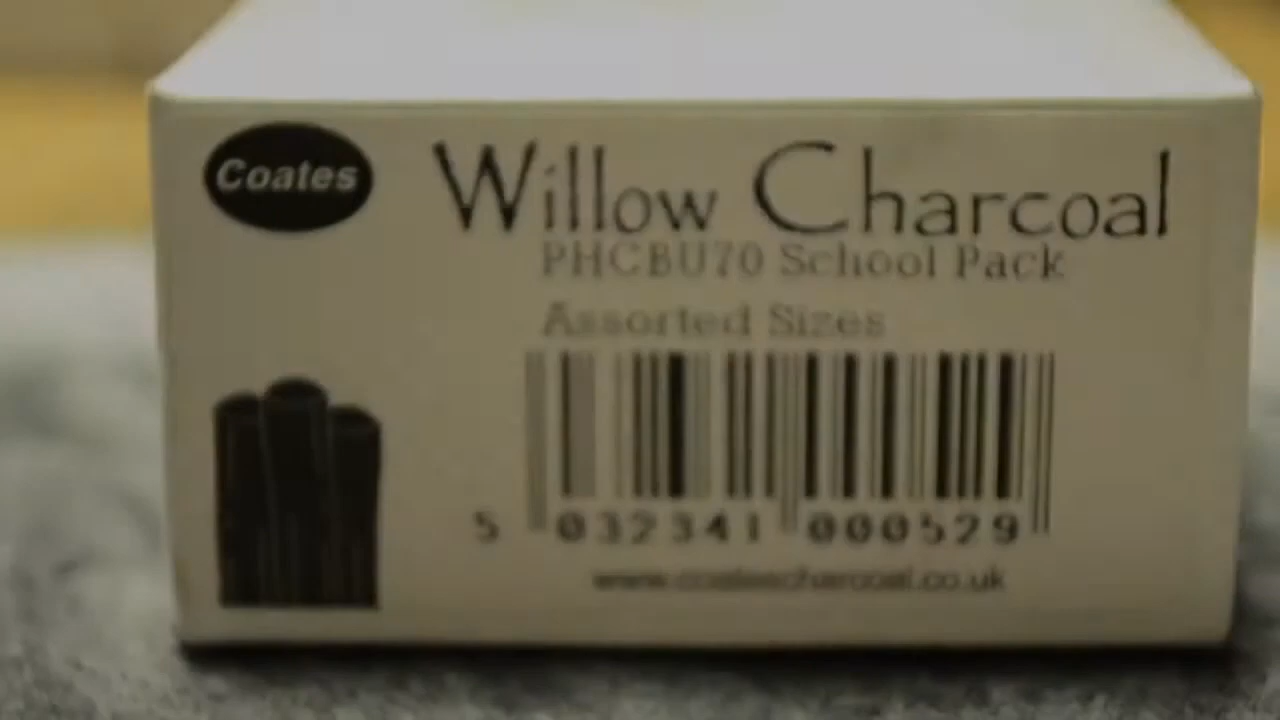 Coates
Willow Charcoal
PHCBU70 School Pack
Assorted Sizes
5 032341 000529
www.coatescharcoal.co.uk